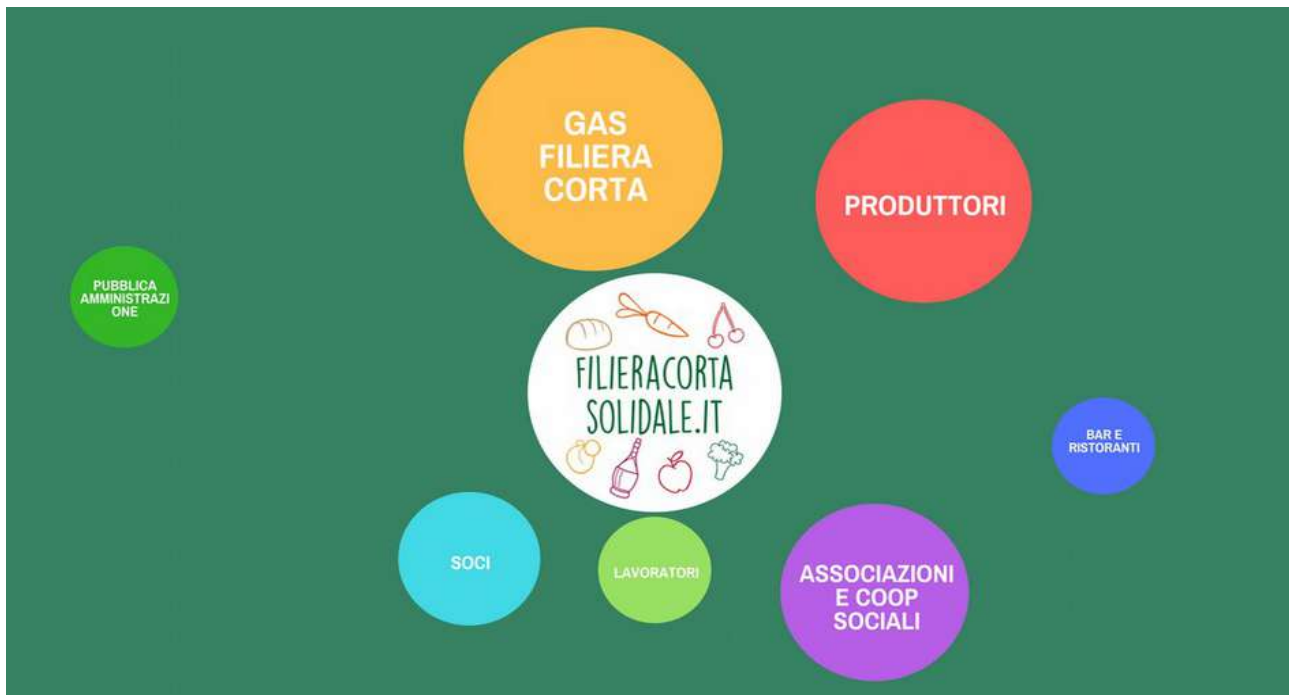 GAS
FILIERA
CORTA
PRODUTTORI
PUBBLICA
AMMINISTRAZI
ONE
FILIERACORTA
SOLIDALE.IT
BAR E
RISTORANTI
SOCI
LAVORATORI
ASSOCIAZIONI
E COOP
SOCIALI